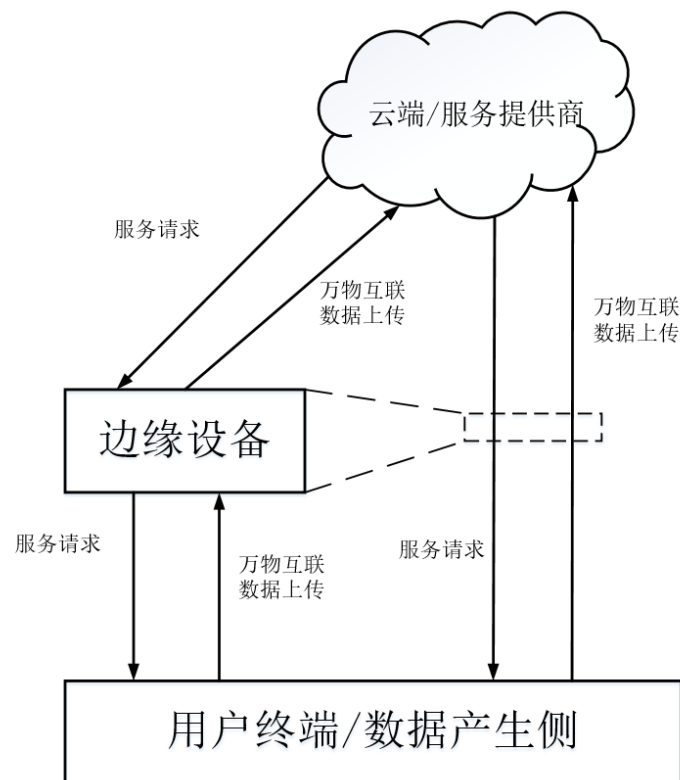 云端/服务提供商
服务请求
万物互联
数据上传
万物互联
数据上传
边缘设备
服务请求
万物互联
数据上传
服务请求
用户终端/数据产生侧